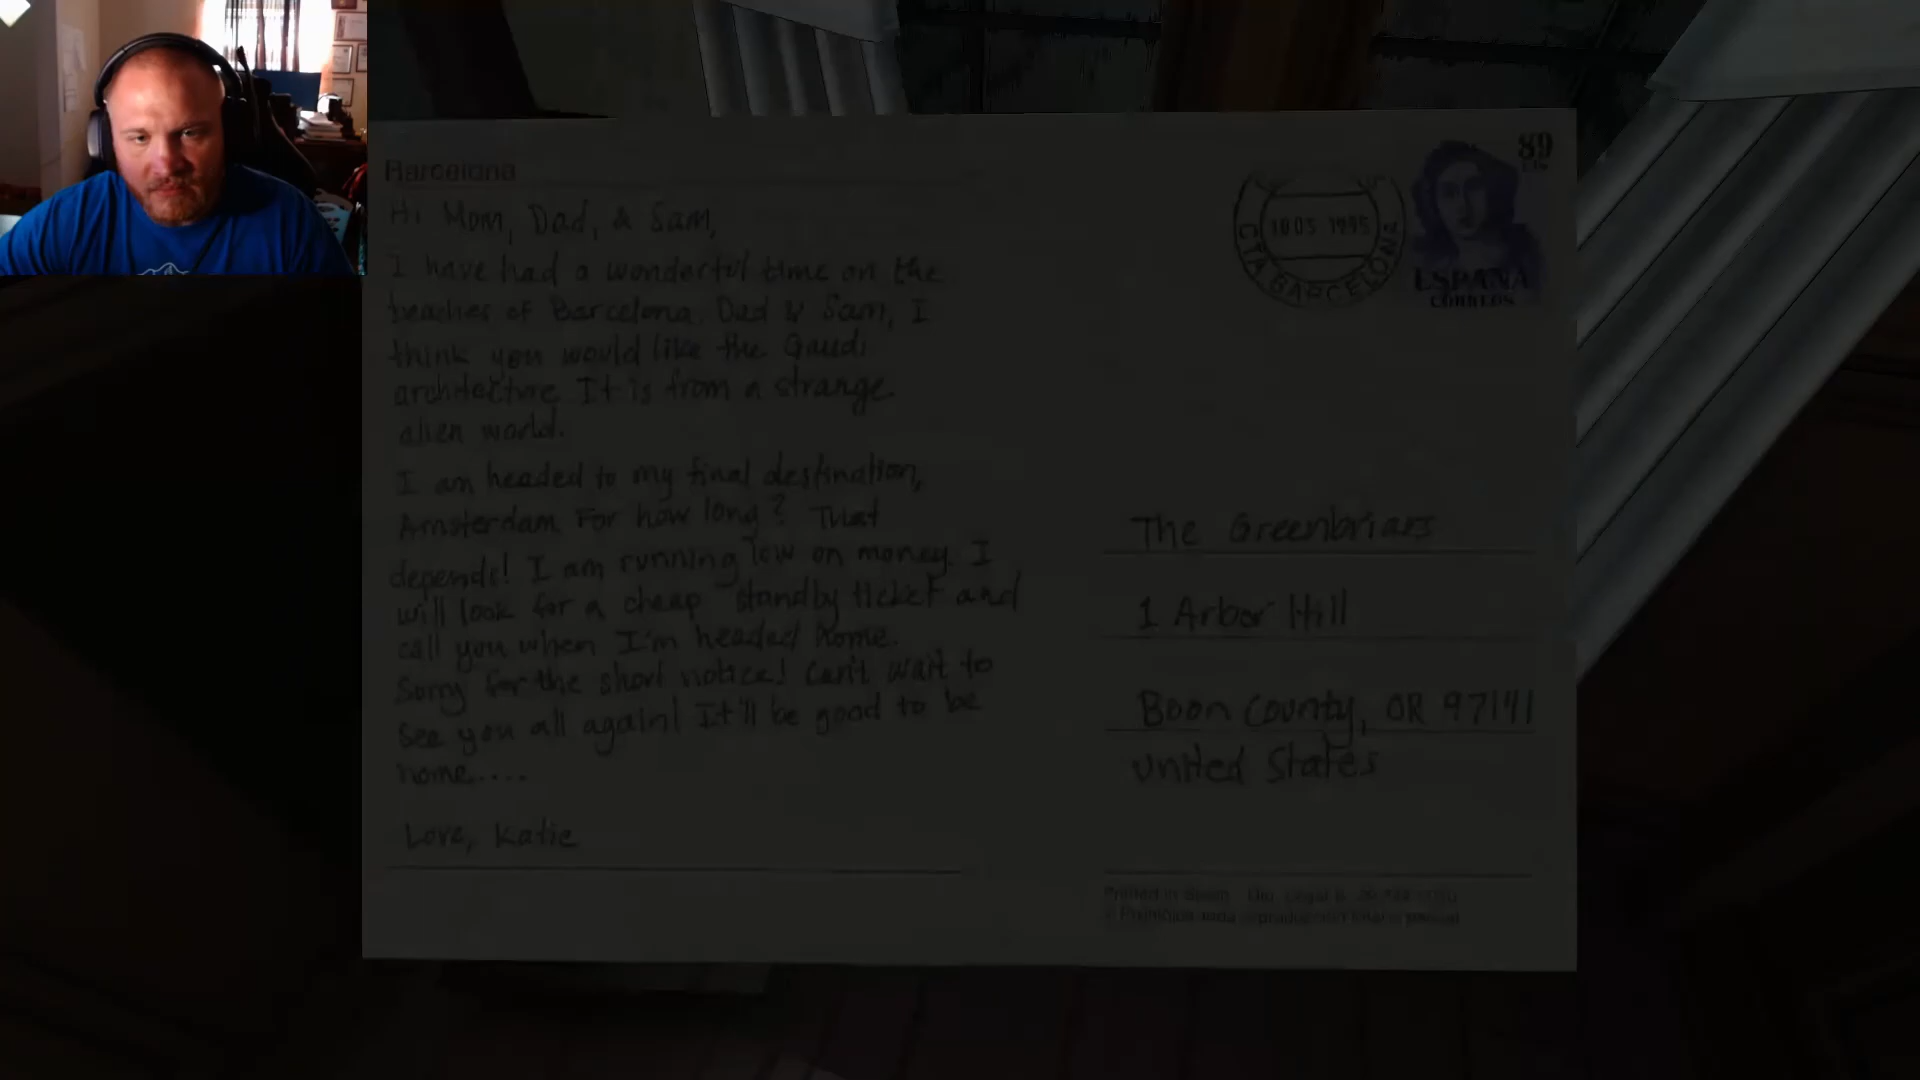 Barcelona
Hi Mom, Dad, & Sam,
I have had a wonderful time on the
beaches of Barcelona. Dad & Sam, I
think you would like the Gaudi
architecture. It is from a strange
alien world.
I am headed to my final destination,
Amsterdam. For how long? That
depends! I am running low on money. I
will look for a cheap standby ticket and
call you when I'm headed home.
Sorry for the short notice! Can't wait to
see you all again! It'll be good to be
home....
Love, Katie
10 05 1995
CTA BARCELONA
89
ESPAÑA
CORREOS
The Greenbriars
1 Arbor Hill
Boon County, OR 97141
United States
Printed in Spain